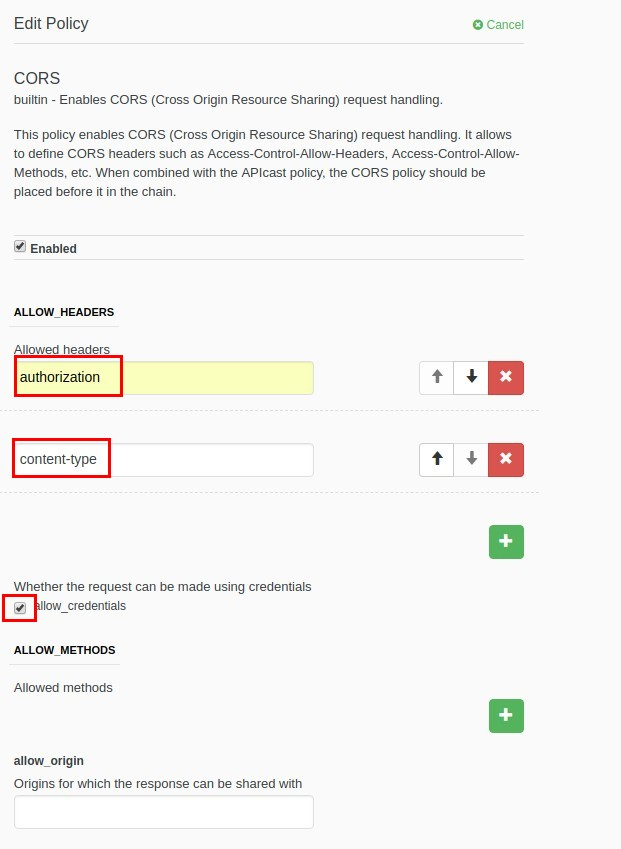 Edit Policy
Cancel
CORS
builtin - Enables CORS (Cross Origin Resource Sharing) request handling.
This policy enables CORS (Cross Origin Resource Sharing) request handling. It allows
to define CORS headers such as Access-Control-Allow-Headers, Access-Control-Allow-
Methods, etc. When combined with the APIcast policy, the CORS policy should be
placed before it in the chain.
Enabled
ALLOW_HEADERS
Allowed headers
authorization
content-type
Whether the request can be made using credentials
allow_credentials
ALLOW_METHODS
Allowed methods
allow_origin
Origins for which the response can be shared with